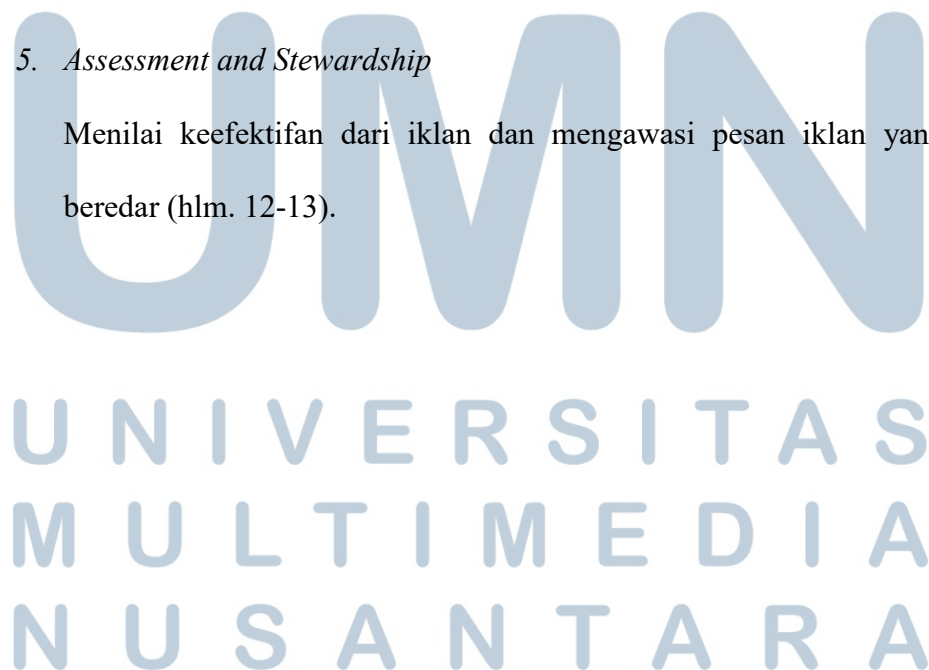 UMN
5. Assessment and Stewardship
Menilai keefektifan dari iklan dan mengawasi pesan iklan yan
beredar (hlm. 12-13).
UNIVERSITAS
MULTIMEDIA
NUSANTARA